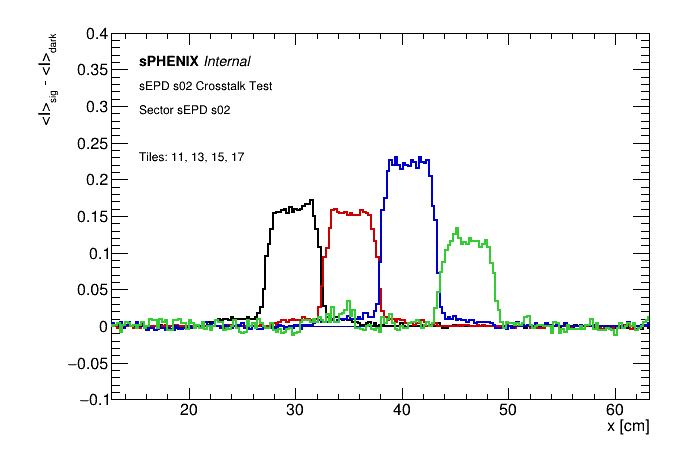 <I>sig - <I>dark
0.4
0.35
0.3
0.25
0.2
0.15
0.1
0.05
0
−0.05
−0.1
sPHENIX Internal
sEPD s02 Crosstalk Test
Sector sEPD s02
Tiles: 11, 13, 15, 17
20 30 40 50 60
x [cm]